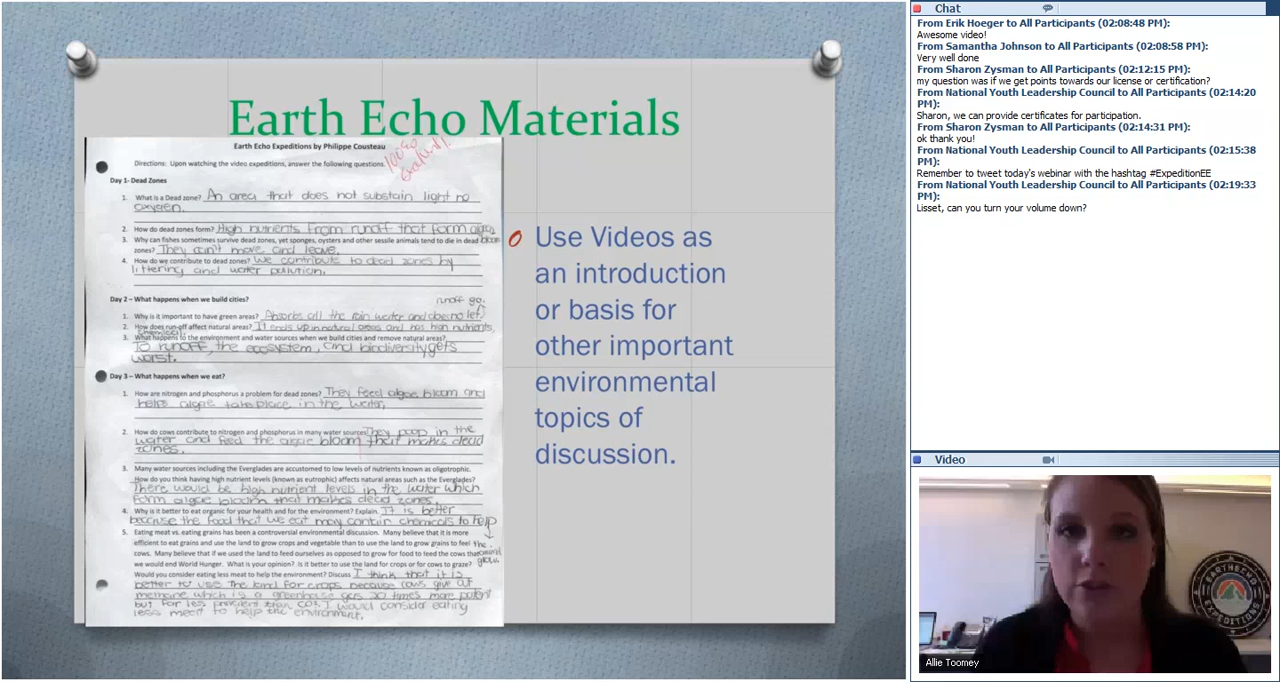 Earth Echo Materials
Earth Echo Expeditions by Philippe Cousteau
100%
Directions: Upon watching the video expeditions, answer the following questions.
Day 1- Dead Zones
1. What is a Dead zone? An area that does not substain light no
oxygen.
2. How do dead zones form? High nutrients from runoff that form algae
bloom
3. Why can fishes sometimes survive dead zones, yet sponges, oysters and other sessile animals tend to die in dead
zones? They can't move and leave.
4. How do we contribute to dead zones? We contribute to dead zones by
littering and water pollution.
Day 2 – What happens when we build cities?
runoff go.
1. Why is it important to have green areas? Absorbs all the rain water and let
2. How does run-off affect natural areas? It ends up in natural areas and has high nutrients,
chemical
3. What happens to the environment and water sources when we build cities and remove natural areas?
To runoff, the ecosystem, and biodiversity gets
worst.
Day 3 – What happens when we eat?
1. How are nitrogen and phosphorus a problem for dead zones? They feed algae bloom and
helps algae take place in the water.
2. How do cows contribute to nitrogen and phosphorus in many water sources They poop in the
water and feed the algae bloom that makes dead
zones.
3. Many water sources including the Everglades are accustomed to low levels of nutrients known as oligotrophic.
How do you think having high nutrient levels (known as eutrophic) affects natural areas such as the Everglades?
There would be high nutrient levels in the water which
form algae bloom that makes dead zones.
4. Why is it better to eat organic for your health and for the environment? Explain. It is better
because the food that we eat may contain chemicals to help
5. Eating meat vs. eating grains has been a controversial environmental discussion. Many believe that it is more
efficient to eat grains and use the land to grow crops and vegetable than to use the land to grow grains to feel the
cows. Many believe that if we used the land to feed ourselves as opposed to grow for food to feed the cows that animal
grow.
we would end World Hunger. What is your opinion? Is it better to use the land for crops or for cows to graze?
Would you consider eating less meat to help the environment? Discuss I think that it is
better to use the land for crops because cows give out
methane which is a greenhouse gas 20 times more potent
but far less prevalent than CO2. I would consider eating
less meat to help the environment.
Use Videos as
an introduction
or basis for
other important
environmental
topics of
discussion.
Chat
From Erik Hoeger to All Participants (02:08:48 PM):
Awesome video!
From Samantha Johnson to All Participants (02:08:58 PM):
Very well done
From Sharon Zysman to All Participants (02:12:15 PM):
my question was if we get points towards our license or certification?
From National Youth Leadership Council to All Participants (02:14:20
PM):
Sharon, we can provide certificates for participation.
From Sharon Zysman to All Participants (02:14:31 PM):
ok thank you!
From National Youth Leadership Council to All Participants (02:15:38
PM):
Remember to tweet today's webinar with the hashtag #ExpeditionEE
From National Youth Leadership Council to All Participants (02:19:33
PM):
Lisset, can you turn your volume down?
Video
EARTHECHO
EXPEDITIONS
Allie Toomey